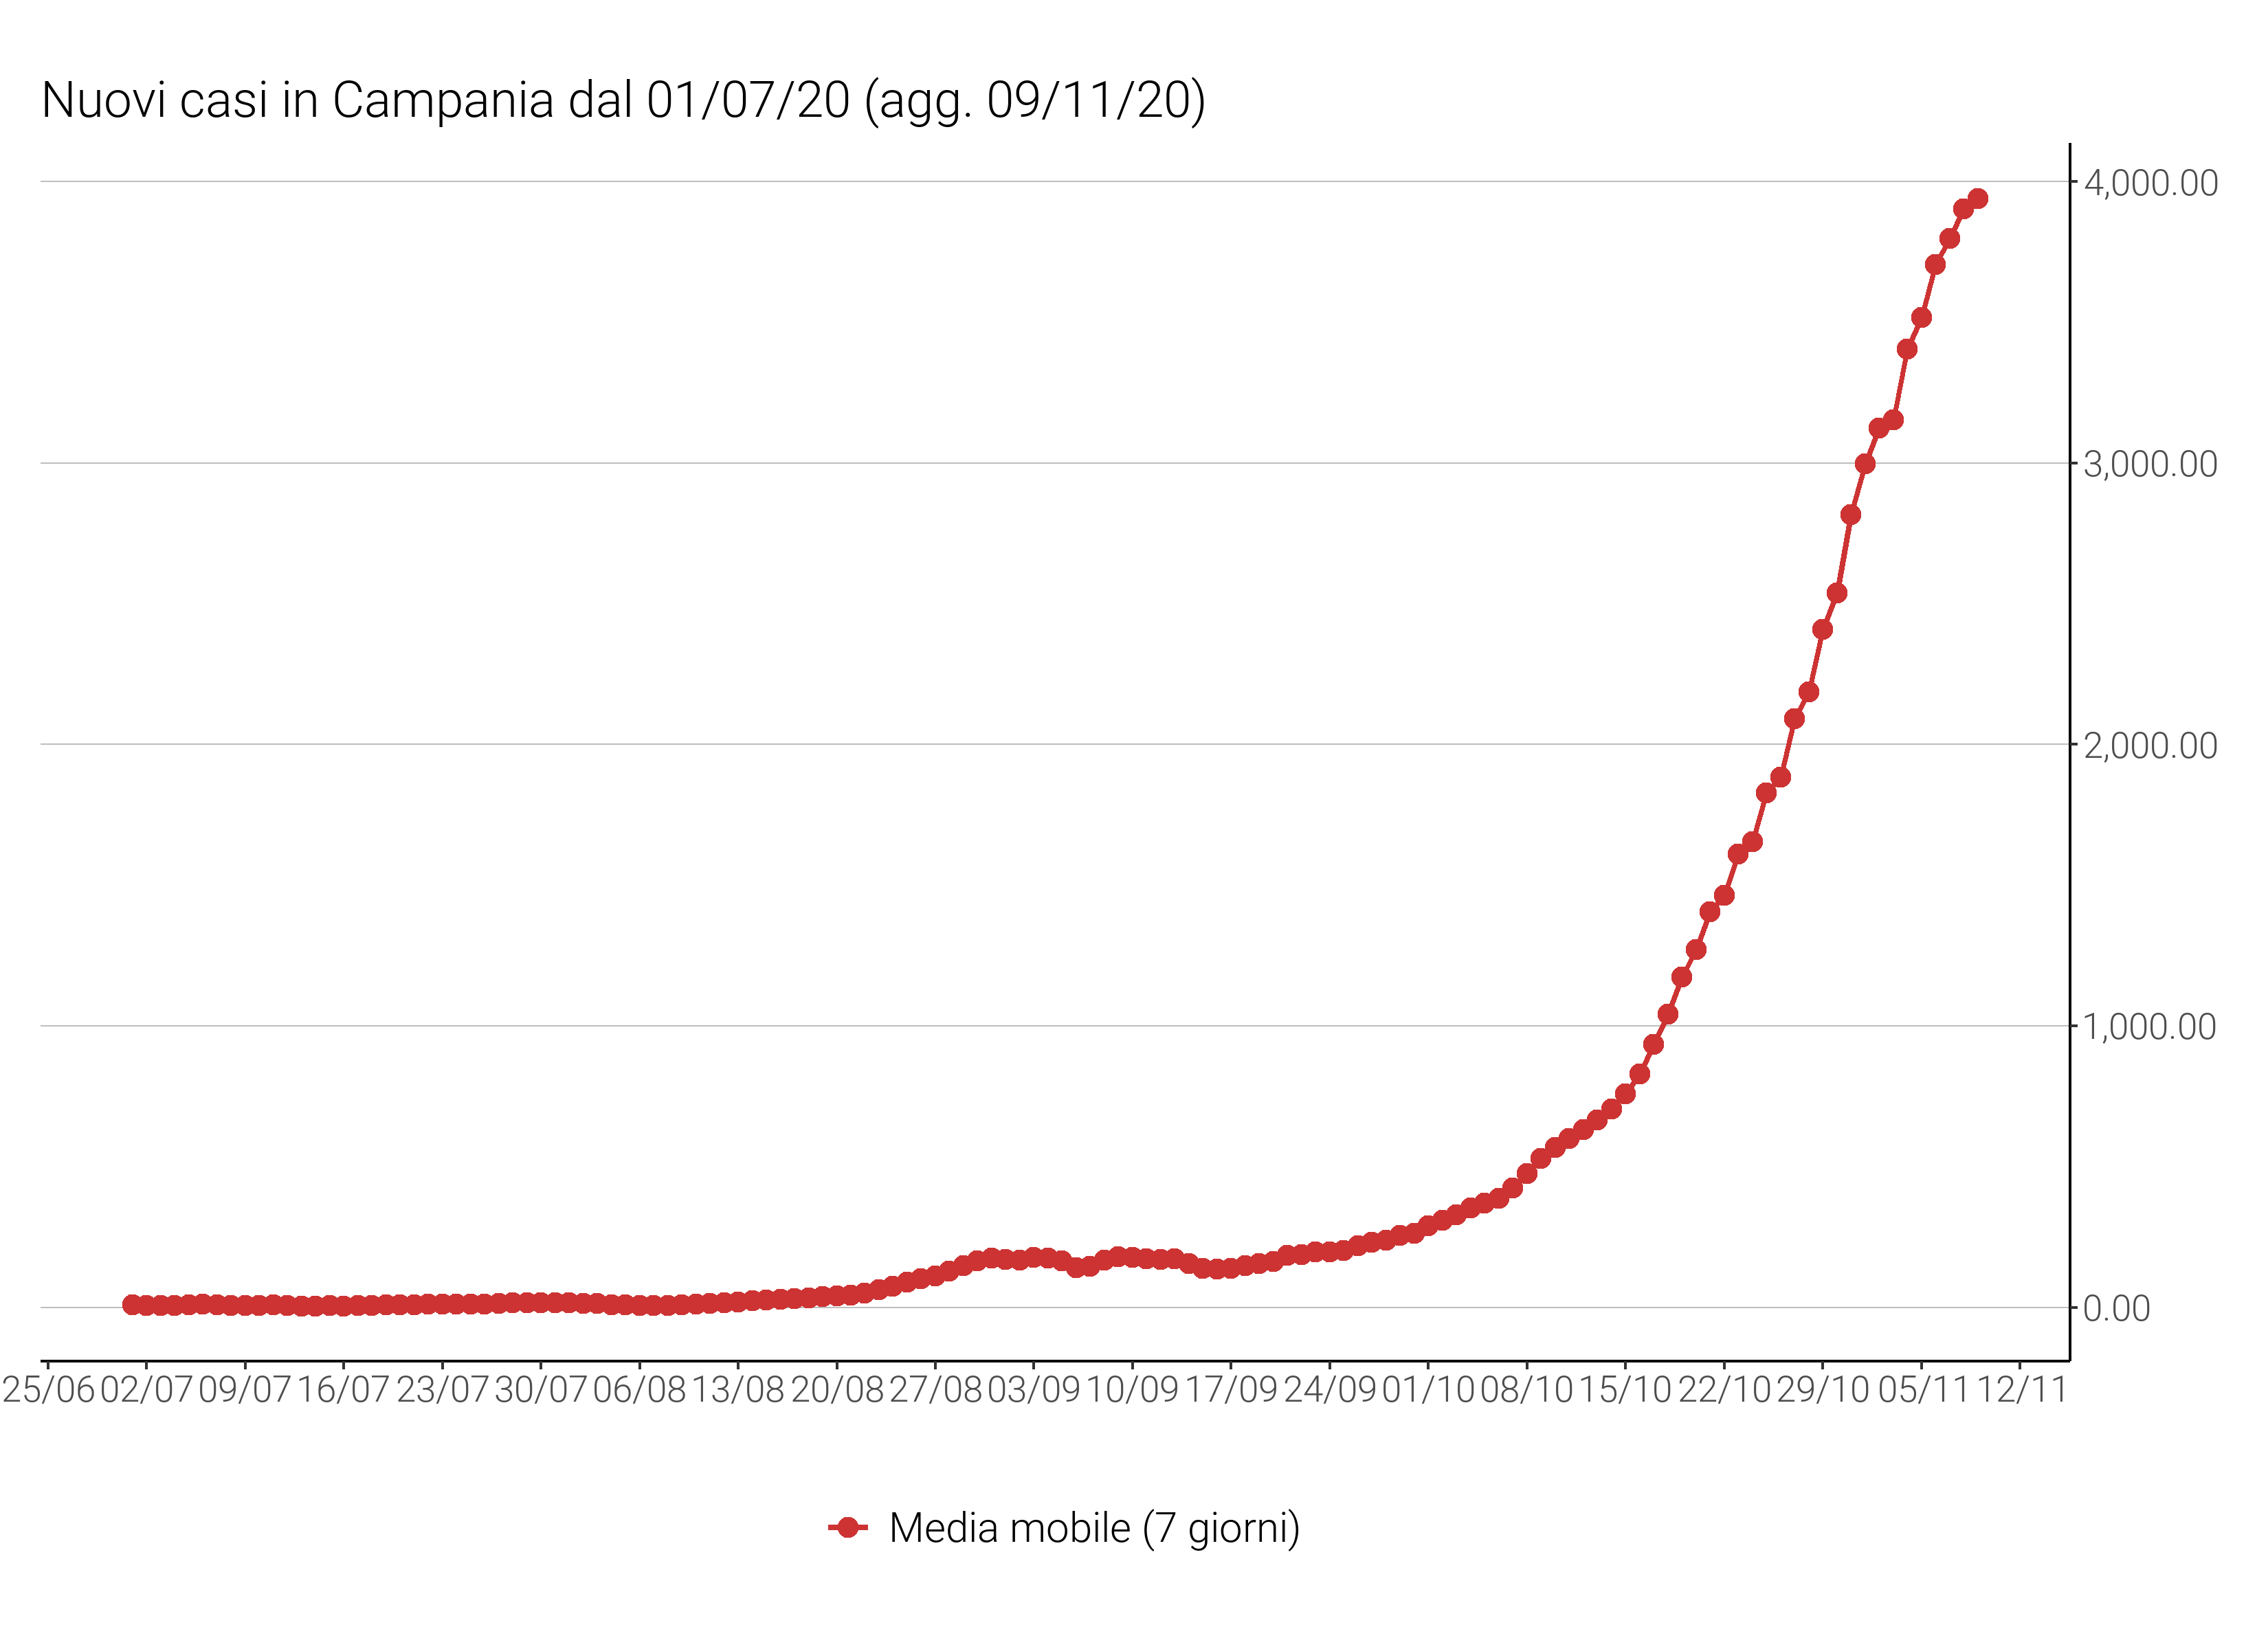 Nuovi casi in Campania dal 01/07/20 (agg. 09/11/20)
4,000.00
3,000.00
2,000.00
1,000.00
0.00
25/06 02/07 09/07 16/07 23/07 30/07 06/08 13/08 20/08 27/08 03/09 10/09 17/09 24/09 01/10 08/10 15/10 22/10 29/10 05/11 12/11
Media mobile (7 giorni)